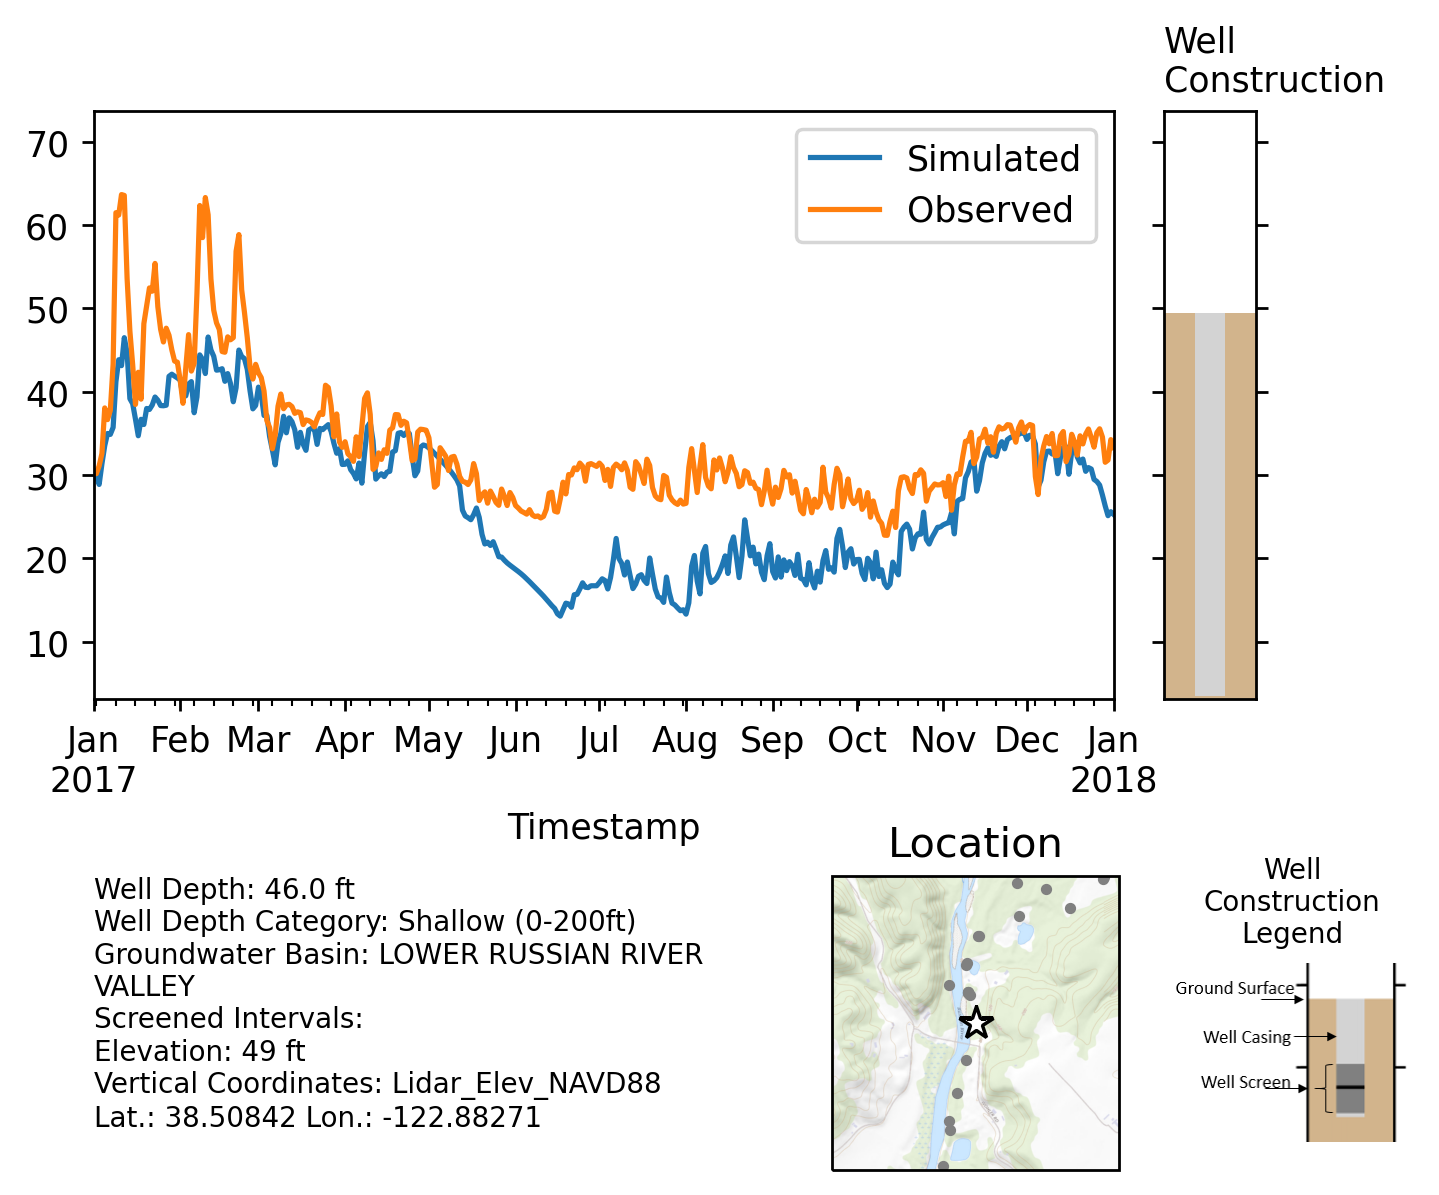 Well
Construction
70
60
50
40
30
20
10
Simulated
Observed
Jan Feb Mar Apr May Jun Jul Aug Sep Oct Nov Dec Jan
2017 2018
Timestamp
Well Depth: 46.0 ft
Well Depth Category: Shallow (0-200ft)
Groundwater Basin: LOWER RUSSIAN RIVER
VALLEY
Screened Intervals:
Elevation: 49 ft
Vertical Coordinates: Lidar_Elev_NAVD88
Lat.: 38.50842 Lon.: -122.88271
Location
Well
Construction
Legend
Ground Surface
Well Casing
Well Screen